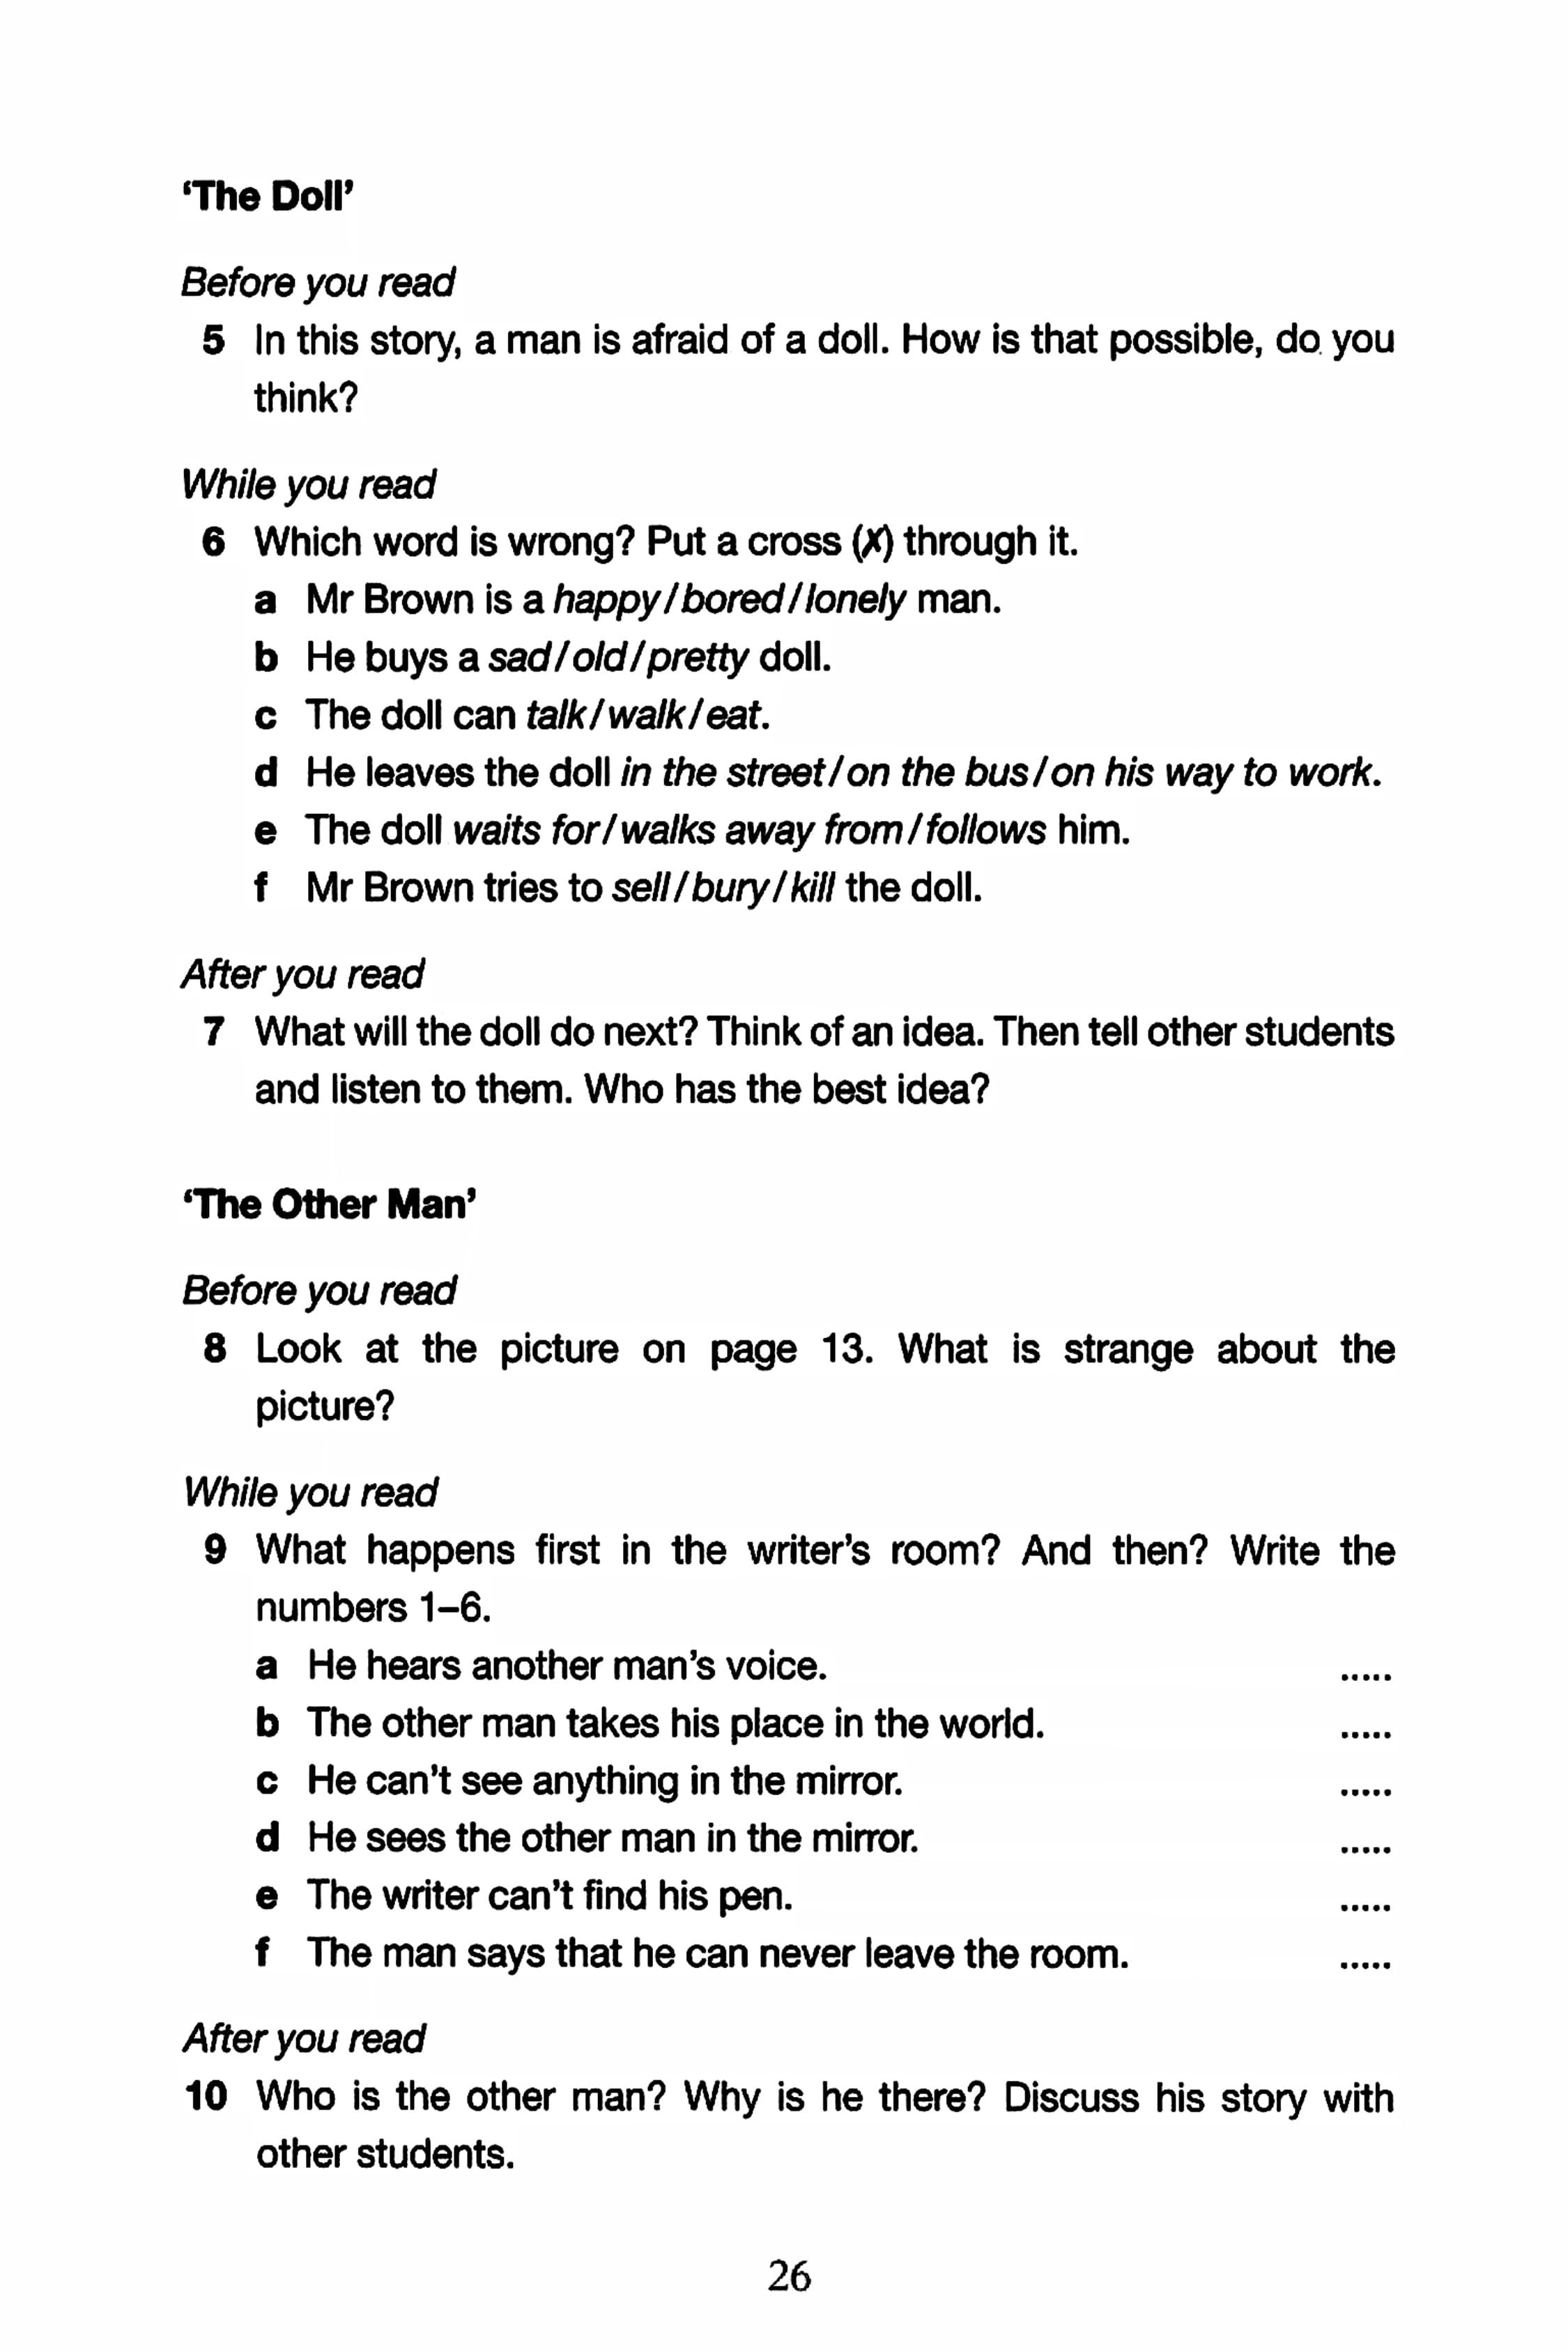 ‘The Doll’
Before you read
5 In this story, a man is afraid of a doll. How is that possible, do you
think?
While you read
6 Which word is wrong? Put a cross (✗) through it.
a Mr Brown is a happy/bored/lonely man.
b He buys a sad/old/pretty doll.
c The doll can talk/walk/eat.
d He leaves the doll in the street/on the bus/on his way to work.
e The doll waits for/walks away from/follows him.
f Mr Brown tries to sell/bury/kill the doll.
After you read
7 What will the doll do next? Think of an idea. Then tell other students
and listen to them. Who has the best idea?
‘The Other Man’
Before you read
8 Look at the picture on page 13. What is strange about the
picture?
While you read
9 What happens first in the writer’s room? And then? Write the
numbers 1–6.
a He hears another man’s voice. .....
b The other man takes his place in the world. .....
c He can’t see anything in the mirror. .....
d He sees the other man in the mirror. .....
e The writer can’t find his pen. .....
f The man says that he can never leave the room. .....
After you read
10 Who is the other man? Why is he there? Discuss his story with
other students.
26